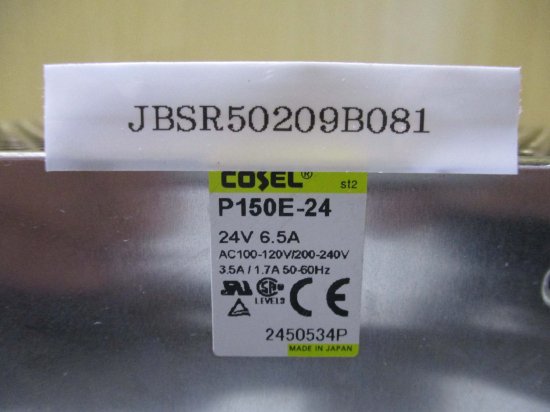 JBSR50209B081
COSEL®
st2
P150E-24
24V 6.5A
AC100-120V/200-240V
3.5A / 1.7A 50-60Hz
LEVEL3
CE
2450534P
MADE IN JAPAN